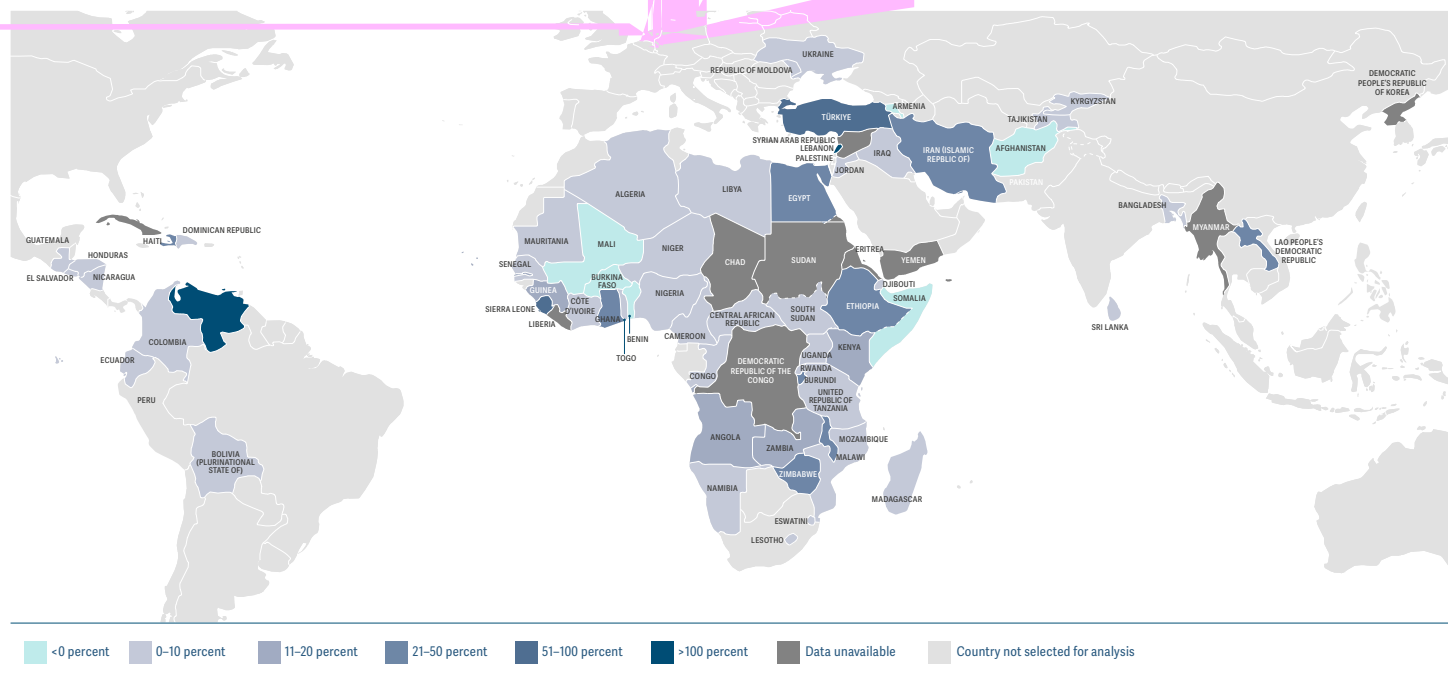 UKRAINE
REPUBLIC OF MOLDOVA
DEMOCRATIC
PEOPLE'S REPUBLIC
OF KOREA
ARMENIA
KYRGYZSTAN
TÜRKIYE
TAJIKISTAN
SYRIAN ARAB REPUBLIC
LEBANON
PALESTINE
IRAQ
IRAN (ISLAMIC
REPBLIC OF)
AFGHANISTAN
JORDAN
PAKISTAN
ALGERIA
LIBYA
EGYPT
BANGLADESH
MYANMAR
LAO PEOPLE'S
DEMOCRATIC
REPUBLIC
GUATEMALA
HAITI
DOMINICAN REPUBLIC
HONDURAS
EL SALVADOR
NICARAGUA
MAURITANIA
MALI
NIGER
CHAD
SUDAN
ERITREA
YEMEN
SENEGAL
BURKINA
FASO
DJIBOUTI
SOMALIA
GUINEA
NIGERIA
CÔTE
D'IVOIRE
SIERRA LEONE
LIBERIA
GHANA
BENIN
TOGO
CAMEROON
CENTRAL AFRICAN
REPUBLIC
SOUTH
SUDAN
ETHIOPIA
SRI LANKA
COLOMBIA
ECUADOR
PERU
CONGO
DEMOCRATIC
REPUBLIC OF THE
CONGO
UGANDA
KENYA
RWANDA
BURUNDI
UNITED
REPUBLIC OF
TANZANIA
BOLIVIA
(PLURINATIONAL
STATE OF)
ANGOLA
ZAMBIA
MOZAMBIQUE
MALAWI
ZIMBABWE
NAMIBIA
MADAGASCAR
ESWATINI
LESOTHO
<0 percent
0–10 percent
11–20 percent
21–50 percent
51–100 percent
>100 percent
Data unavailable
Country not selected for analysis